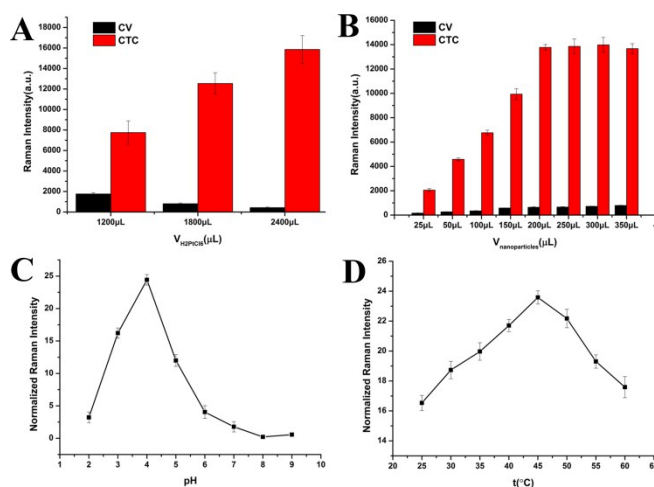 A
CV
CTC
18000
16000
14000
12000
10000
8000
6000
4000
2000
0
Raman Intensity(a.u.)
1200μL
1800μL
2400μL
VH2PtCl6(μL)
B
CV
CTC
16000
14000
12000
10000
8000
6000
4000
2000
0
Raman Intensity(a.u.)
25μL 50μL 100μL 150μL 200μL 250μL 300μL 350μL
Vnanoparticles(μL)
C
25
20
15
10
5
0
Normalized Raman Intensity
1 2 3 4 5 6 7 8 9 10
pH
D
26
24
22
20
18
16
14
12
Normalized Raman Intensity
20 25 30 35 40 45 50 55 60 65
t(°C)